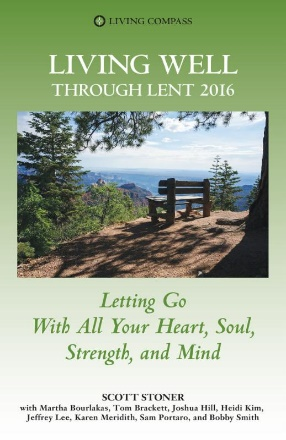 LIVING COMPASS
LIVING WELL
THROUGH LENT 2016
Letting Go
With All Your Heart, Soul,
Strength, and Mind
SCOTT STONER
with Martha Bourlakas, Tom Brackett, Joshua Hill, Heidi Kim,
Jeffrey Lee, Karen Meridith, Sam Portaro, and Bobby Smith